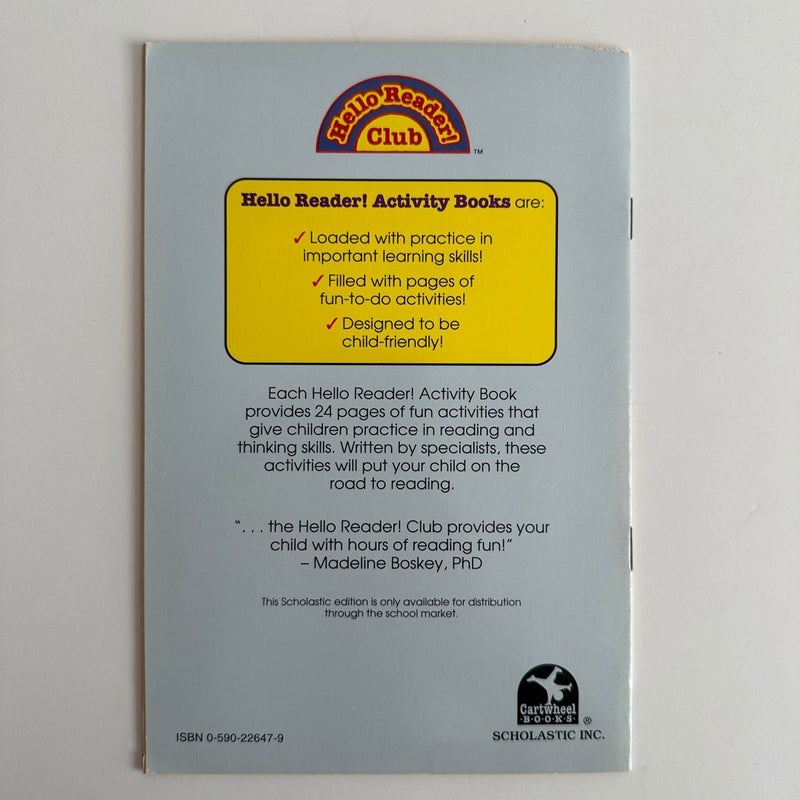 Hello Reader!
Club
™
Hello Reader! Activity Books are:
✓ Loaded with practice in
important learning skills!
✓ Filled with pages of
fun-to-do activities!
✓ Designed to be
child-friendly!
Each Hello Reader! Activity Book
provides 24 pages of fun activities that
give children practice in reading and
thinking skills. Written by specialists, these
activities will put your child on the
road to reading.
“. . . the Hello Reader! Club provides your
child with hours of reading fun!”
– Madeline Boskey, PhD
This Scholastic edition is only available for distribution
through the school market.
Cartwheel
·B·O·O·K·S· ®
ISBN 0-590-22647-9
SCHOLASTIC INC.